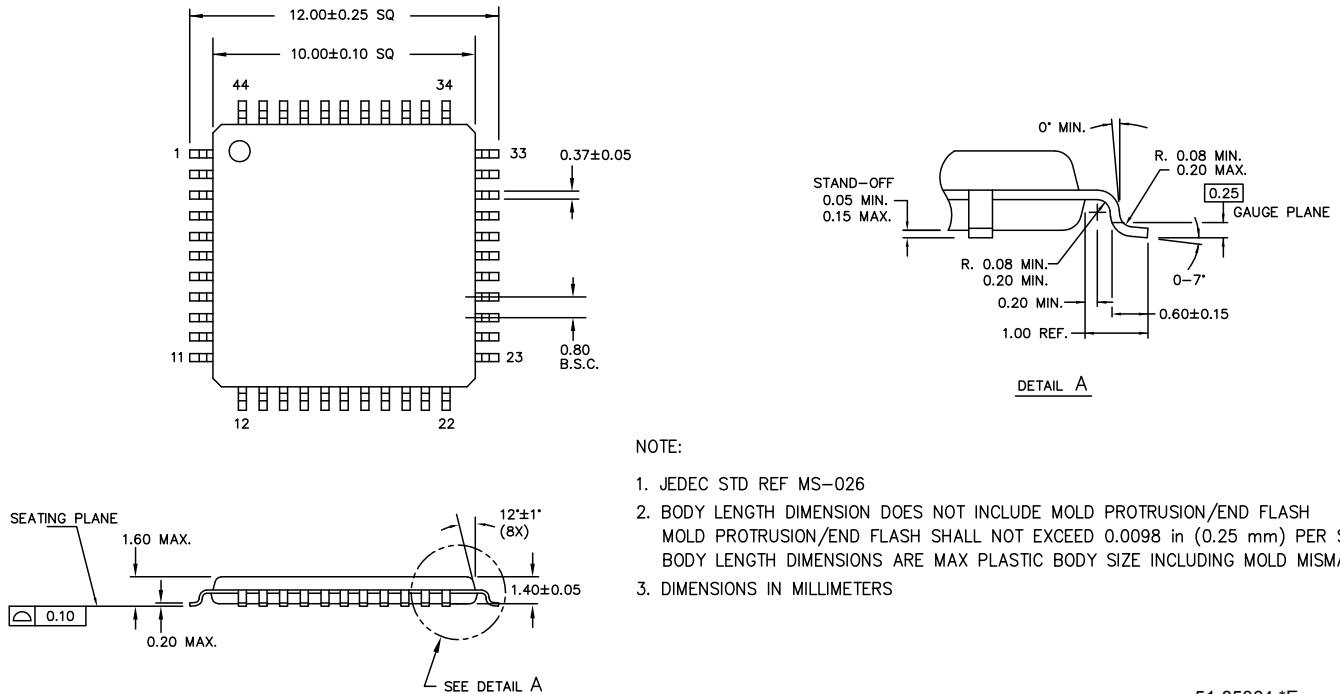 12.00±0.25 SQ
10.00±0.10 SQ
44
34
1
33
0.37±0.05
0.80
B.S.C.
11
23
12
22
0° MIN.
R. 0.08 MIN.
0.20 MAX.
STAND-OFF
0.05 MIN.
0.15 MAX.
0.25
GAUGE PLANE
R. 0.08 MIN.
0.20 MIN.
0-7°
0.20 MIN.
0.60±0.15
1.00 REF.
DETAIL A
NOTE:
1. JEDEC STD REF MS-026
2. BODY LENGTH DIMENSION DOES NOT INCLUDE MOLD PROTRUSION/END FLASH
MOLD PROTRUSION/END FLASH SHALL NOT EXCEED 0.0098 in (0.25 mm) PER
BODY LENGTH DIMENSIONS ARE MAX PLASTIC BODY SIZE INCLUDING MOLD
3. DIMENSIONS IN MILLIMETERS
SEATING PLANE
1.60 MAX.
12°±1°
(8X)
1.40±0.05
0.10
0.20 MAX.
SEE DETAIL A